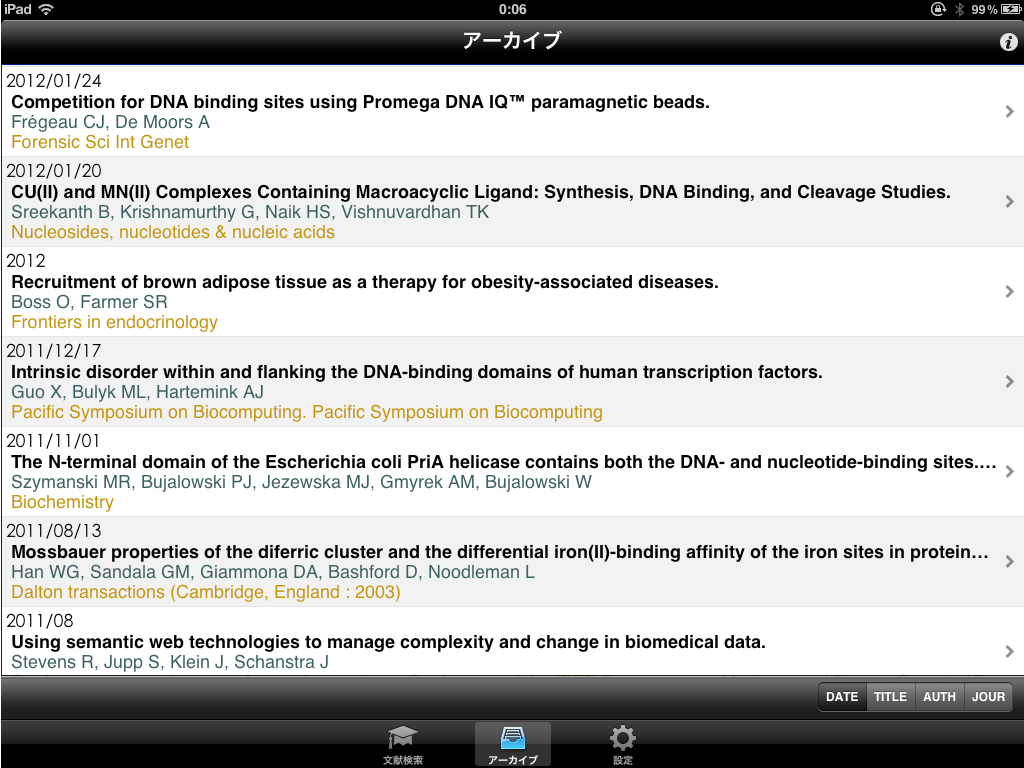 iPad 0:06 99%
アーカイブ
2012/01/24
Competition for DNA binding sites using Promega DNA IQ™ paramagnetic beads.
Frégeau CJ, De Moors A
Forensic Sci Int Genet
2012/01/20
CU(II) and MN(II) Complexes Containing Macroacyclic Ligand: Synthesis, DNA Binding, and Cleavage Studies.
Sreekanth B, Krishnamurthy G, Naik HS, Vishnuvardhan TK
Nucleosides, nucleotides & nucleic acids
2012
Recruitment of brown adipose tissue as a therapy for obesity-associated diseases.
Boss O, Farmer SR
Frontiers in endocrinology
2011/12/17
Intrinsic disorder within and flanking the DNA-binding domains of human transcription factors.
Guo X, Bulyk ML, Hartemink AJ
Pacific Symposium on Biocomputing. Pacific Symposium on Biocomputing
2011/11/01
The N-terminal domain of the Escherichia coli PriA helicase contains both the DNA- and nucleotide-binding sites....
Szymanski MR, Bujalowski PJ, Jezewska MJ, Gmyrek AM, Bujalowski W
Biochemistry
2011/08/13
Mossbauer properties of the diferric cluster and the differential iron(II)-binding affinity of the iron sites in protein...
Han WG, Sandala GM, Giammona DA, Bashford D, Noodleman L
Dalton transactions (Cambridge, England : 2003)
2011/08
Using semantic web technologies to manage complexity and change in biomedical data.
Stevens R, Jupp S, Klein J, Schanstra J
DATE TITLE AUTH JOUR
文献検索 アーカイブ 設定